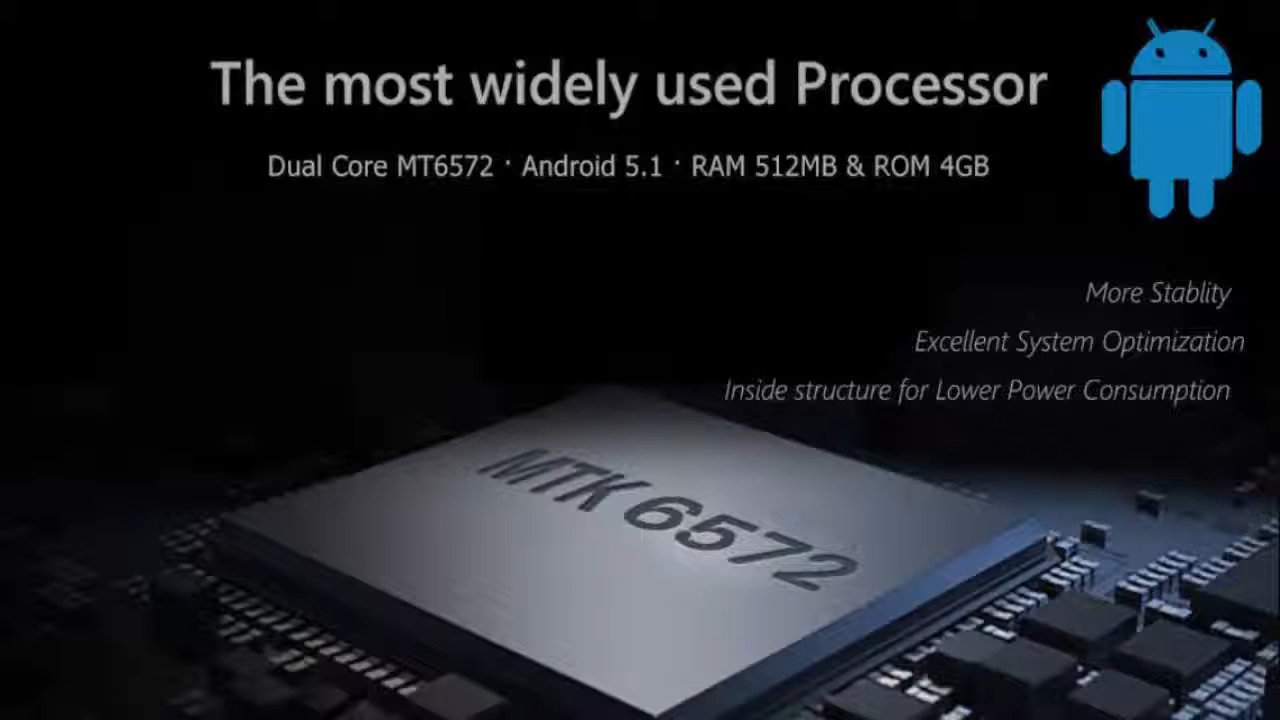 The most widely used Processor
Dual Core MT6572 · Android 5.1 · RAM 512MB & ROM 4GB
More Stablity
Excellent System Optimization
Inside structure for Lower Power Consumption
MTK 6572